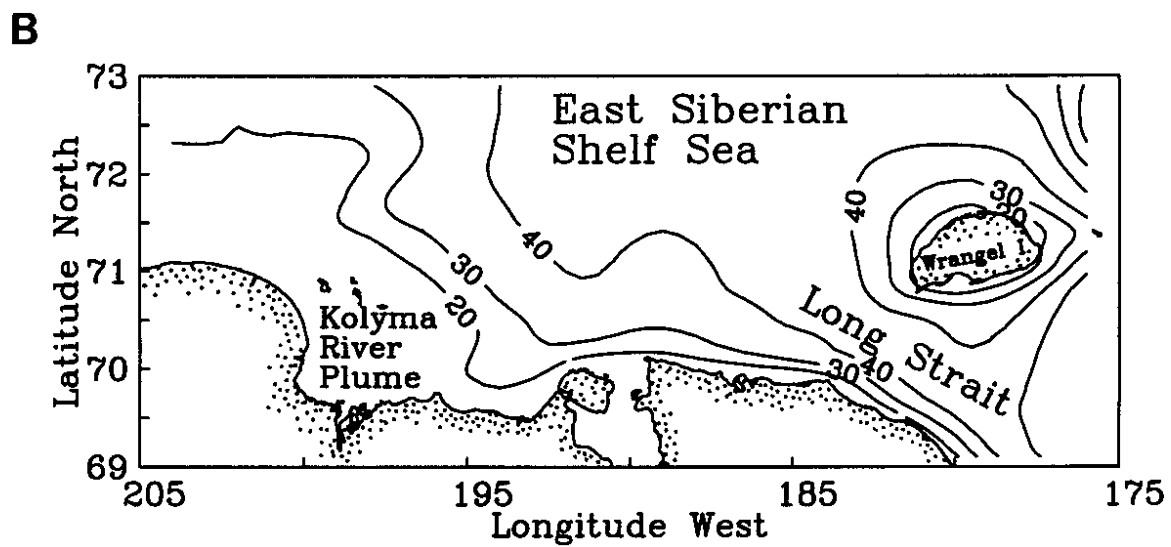 B
73
72
71
70
69
Latitude North
East Siberian
Shelf Sea
40
30
20
40
30
20
Wrangel I.
Kolyma
River
Plume
Long Strait
30
40
205
195
185
175
Longitude West